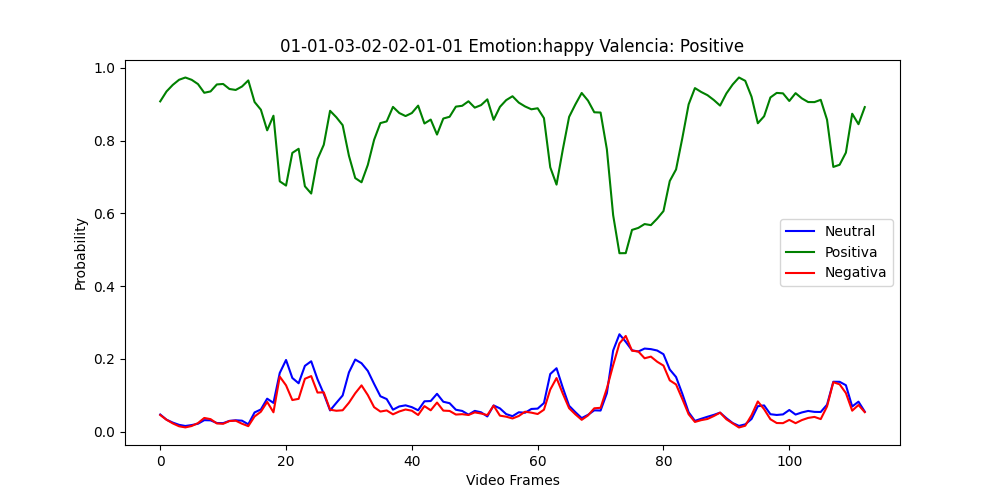 01-01-03-02-02-01-01 Emotion:happy Valencia: Positive
1.0
0.8
0.6
0.4
0.2
0.0
Probability
Neutral
Positiva
Negativa
0 20 40 60 80 100
Video Frames